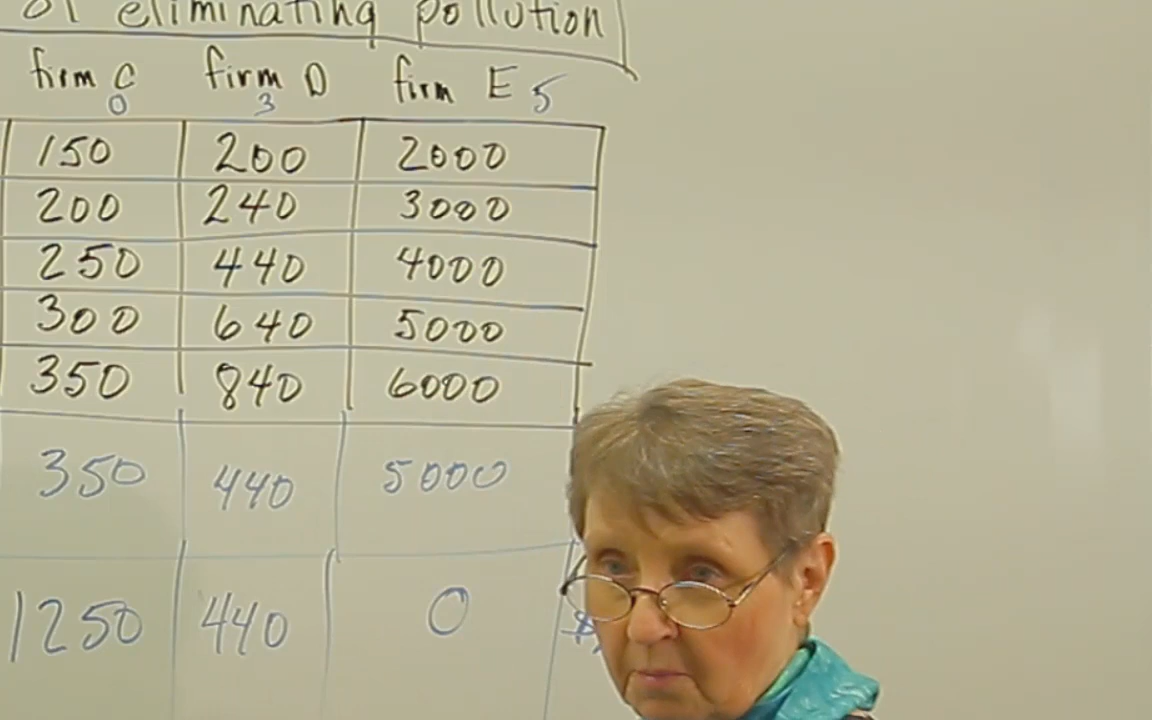 of eliminating pollution
firm C firm D firm E 5
0 3
150 200 2000
200 240 3000
250 440 4000
300 640 5000
350 840 6000
350 440 5000
1250 440 0 $